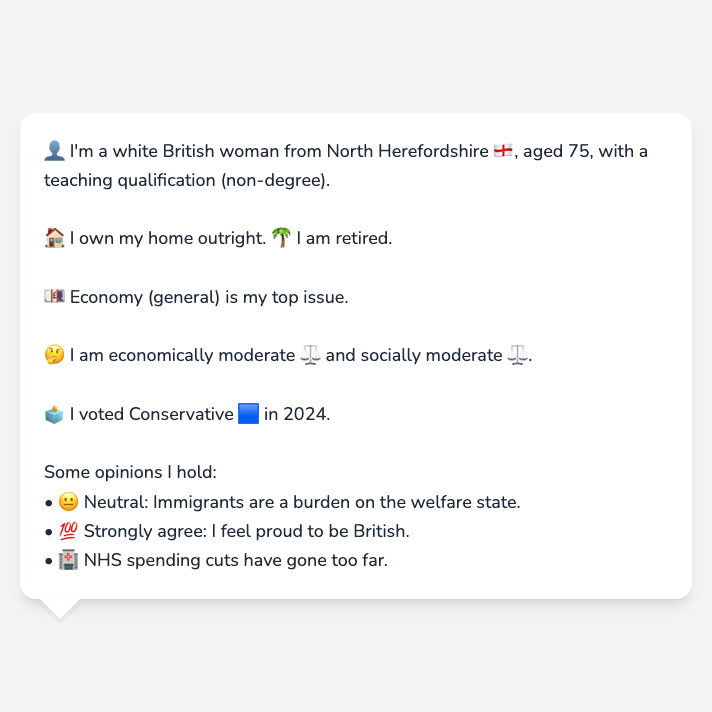 👤 I'm a white British woman from North Herefordshire 🏴󠁧󠁢󠁥󠁮󠁧󠁿, aged 75, with a
teaching qualification (non-degree).
🏠 I own my home outright. 🌴 I am retired.
💷 Economy (general) is my top issue.
🤔 I am economically moderate ⚖️ and socially moderate ⚖️.
🗳️ I voted Conservative 🟦 in 2024.
Some opinions I hold:
• 😐 Neutral: Immigrants are a burden on the welfare state.
• 💯 Strongly agree: I feel proud to be British.
• 🏥 NHS spending cuts have gone too far.